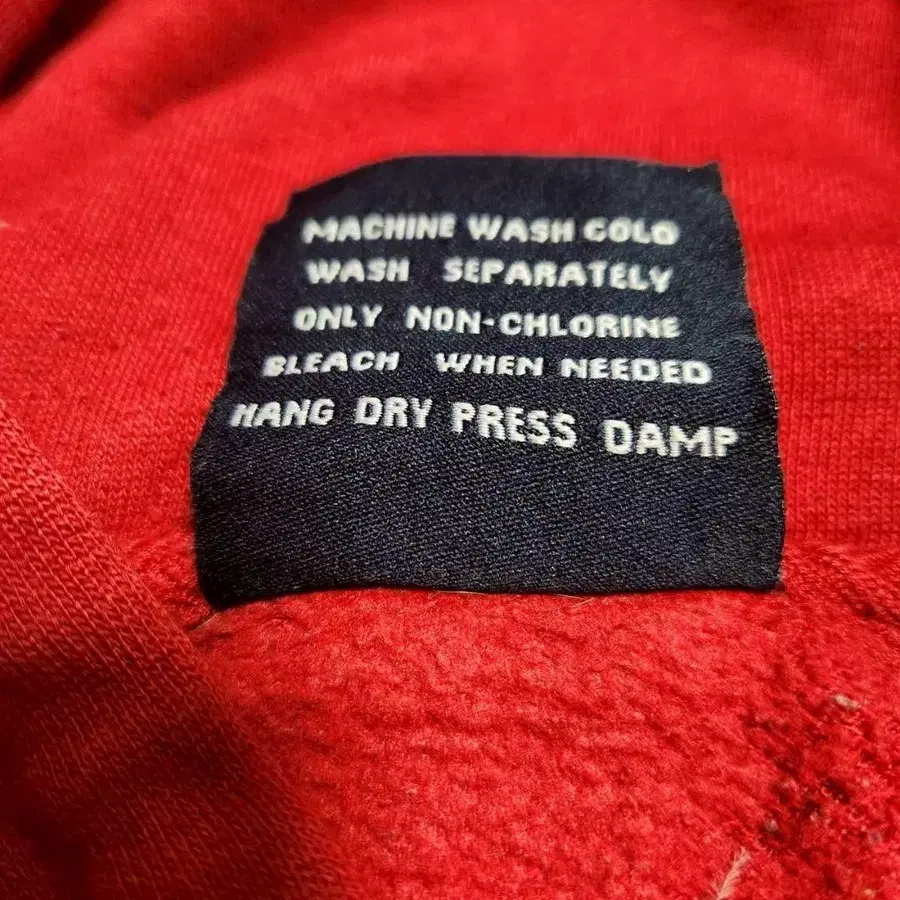 MACHINE WASH COLD
WASH SEPARATELY
ONLY NON-CHLORINE
BLEACH WHEN NEEDED
HANG DRY PRESS DAMP